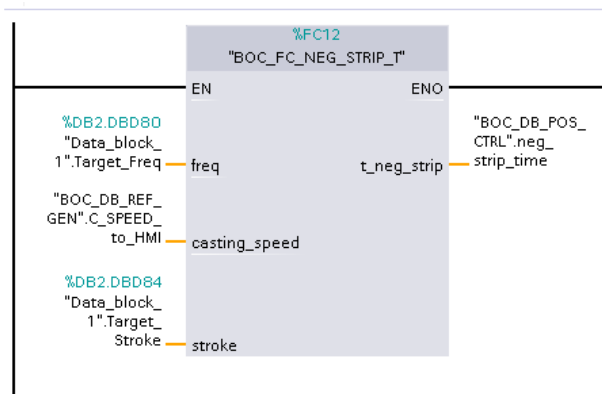 %FC12
"BOC_FC_NEG_STRIP_T"
EN
ENO
%DB2.DBD80
"Data_block_
1".Target_Freq
freq
t_neg_strip
"BOC_DB_POS_
CTRL".neg_
strip_time
"BOC_DB_REF_
GEN".C_SPEED_
to_HMI
casting_speed
%DB2.DBD84
"Data_block_
1".Target_
Stroke
stroke